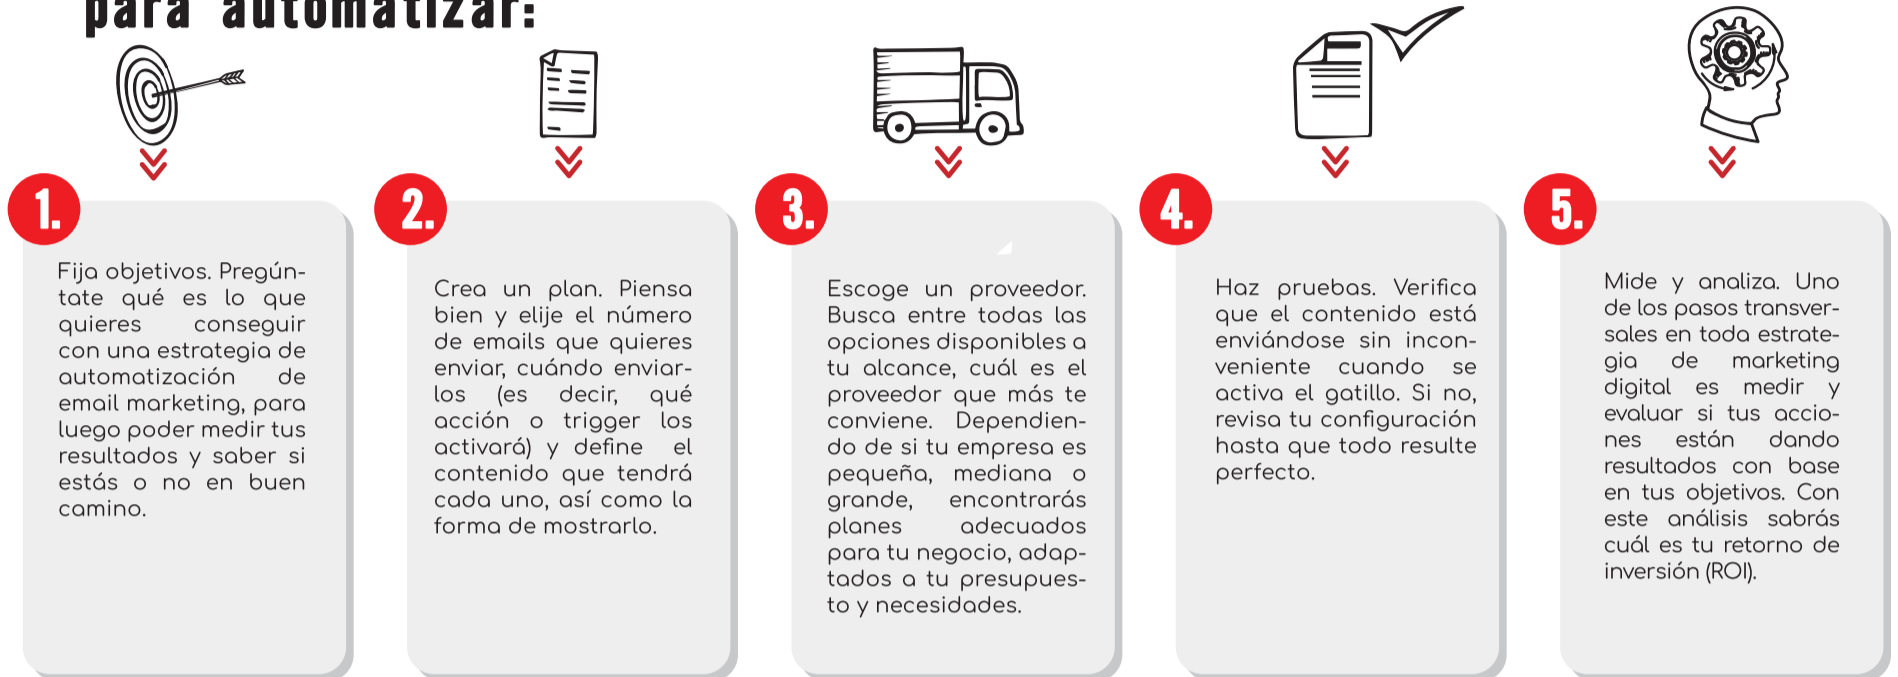 para automatizar:
1.
Fija objetivos. Pregún-
tate qué es lo que
quieres conseguir
con una estrategia de
automatización de
email marketing, para
luego poder medir tus
resultados y saber si
estás o no en buen
camino.
2.
Crea un plan. Piensa
bien y elije el número
de emails que quieres
enviar, cuándo enviar-
los (es decir, qué
acción o trigger los
activará) y define el
contenido que tendrá
cada uno, así como la
forma de mostrarlo.
3.
Escoge un proveedor.
Busca entre todas las
opciones disponibles a
tu alcance, cuál es el
proveedor que más te
conviene. Dependien-
do de si tu empresa es
pequeña, mediana o
grande, encontrarás
planes adecuados
para tu negocio, adap-
tados a tu presupues-
to y necesidades.
4.
Haz pruebas. Verifica
que el contenido está
enviándose sin incon-
veniente cuando se
activa el gatillo. Si no,
revisa tu configuración
hasta que todo resulte
perfecto.
5.
Mide y analiza. Uno
de los pasos transver-
sales en toda estrate-
gia de marketing
digital es medir y
evaluar si tus accio-
nes están dando
resultados con base
en tus objetivos. Con
este análisis sabrás
cuál es tu retorno de
inversión (ROI).